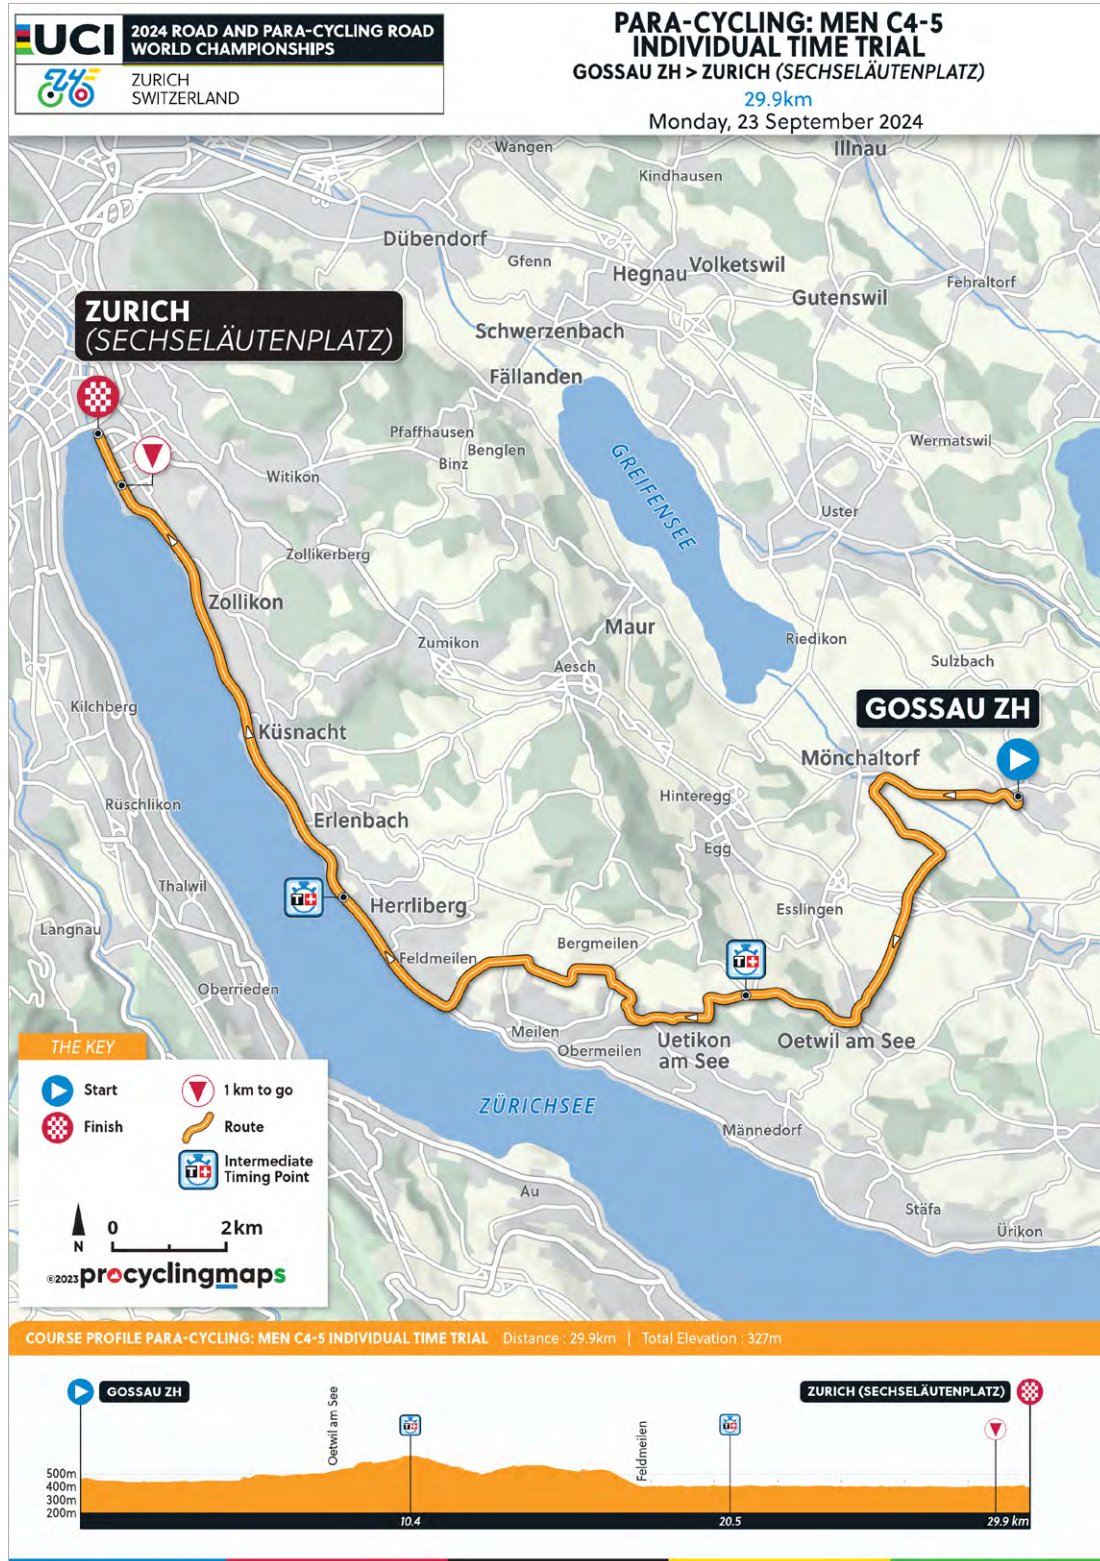 UCI
2024 ROAD AND PARA-CYCLING ROAD
WORLD CHAMPIONSHIPS
ZURICH
SWITZERLAND
PARA-CYCLING: MEN C4-5
INDIVIDUAL TIME TRIAL
GOSSAU ZH > ZURICH (SECHSELÄUTENPLATZ)
29.9km
Monday, 23 September 2024
Wangen
Illnau
Kindhausen
Dübendorf
Gfenn
Hegnau
Volketswil
Fehraltorf
Gutenswil
ZURICH
(SECHSELÄUTENPLATZ)
Schwerzenbach
Fällanden
Pfaffhausen
Benglen
Binz
Wermatswil
Witikon
GREIFENSEE
Uster
Zollikerberg
Zollikon
Maur
Zumikon
Riedikon
Aesch
Sulzbach
Kilchberg
GOSSAU ZH
Küsnacht
Mönchaltorf
Rüschlikon
Hinteregg
Erlenbach
Egg
Thalwil
Herrliberg
Esslingen
Langnau
Bergmeilen
Feldmeilen
Oberrieden
Meilen
Obermeilen
Uetikon
am See
Oetwil am See
THE KEY
Start
1 km to go
Finish
Route
Intermediate
Timing Point
ZÜRICHSEE
Männedorf
Au
Stäfa
Ürikon
N
0 2km
©2023 procyclingmaps
COURSE PROFILE PARA-CYCLING: MEN C4-5 INDIVIDUAL TIME TRIAL Distance : 29.9km | Total Elevation : 327m
GOSSAU ZH
Oetwil am See
Feldmeilen
ZURICH (SECHSELÄUTENPLATZ)
500m
400m
300m
200m
10.4
20.5
29.9 km